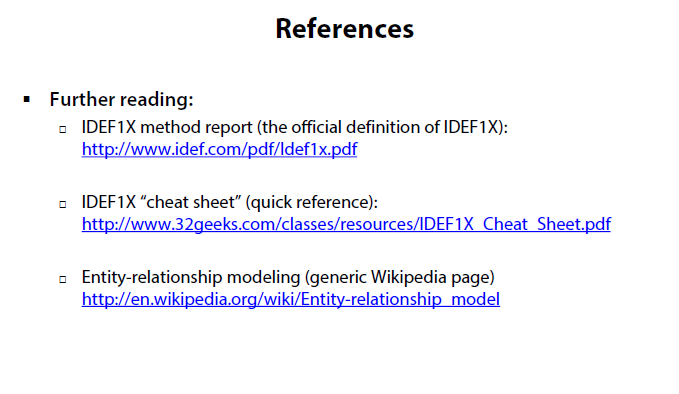 References
Further reading:
IDEF1X method report (the official definition of IDEF1X):
http://www.idef.com/pdf/Idef1x.pdf
IDEF1X “cheat sheet” (quick reference):
http://www.32geeks.com/classes/resources/IDEF1X_Cheat_Sheet.pdf
Entity-relationship modeling (generic Wikipedia page)
http://en.wikipedia.org/wiki/Entity-relationship_model